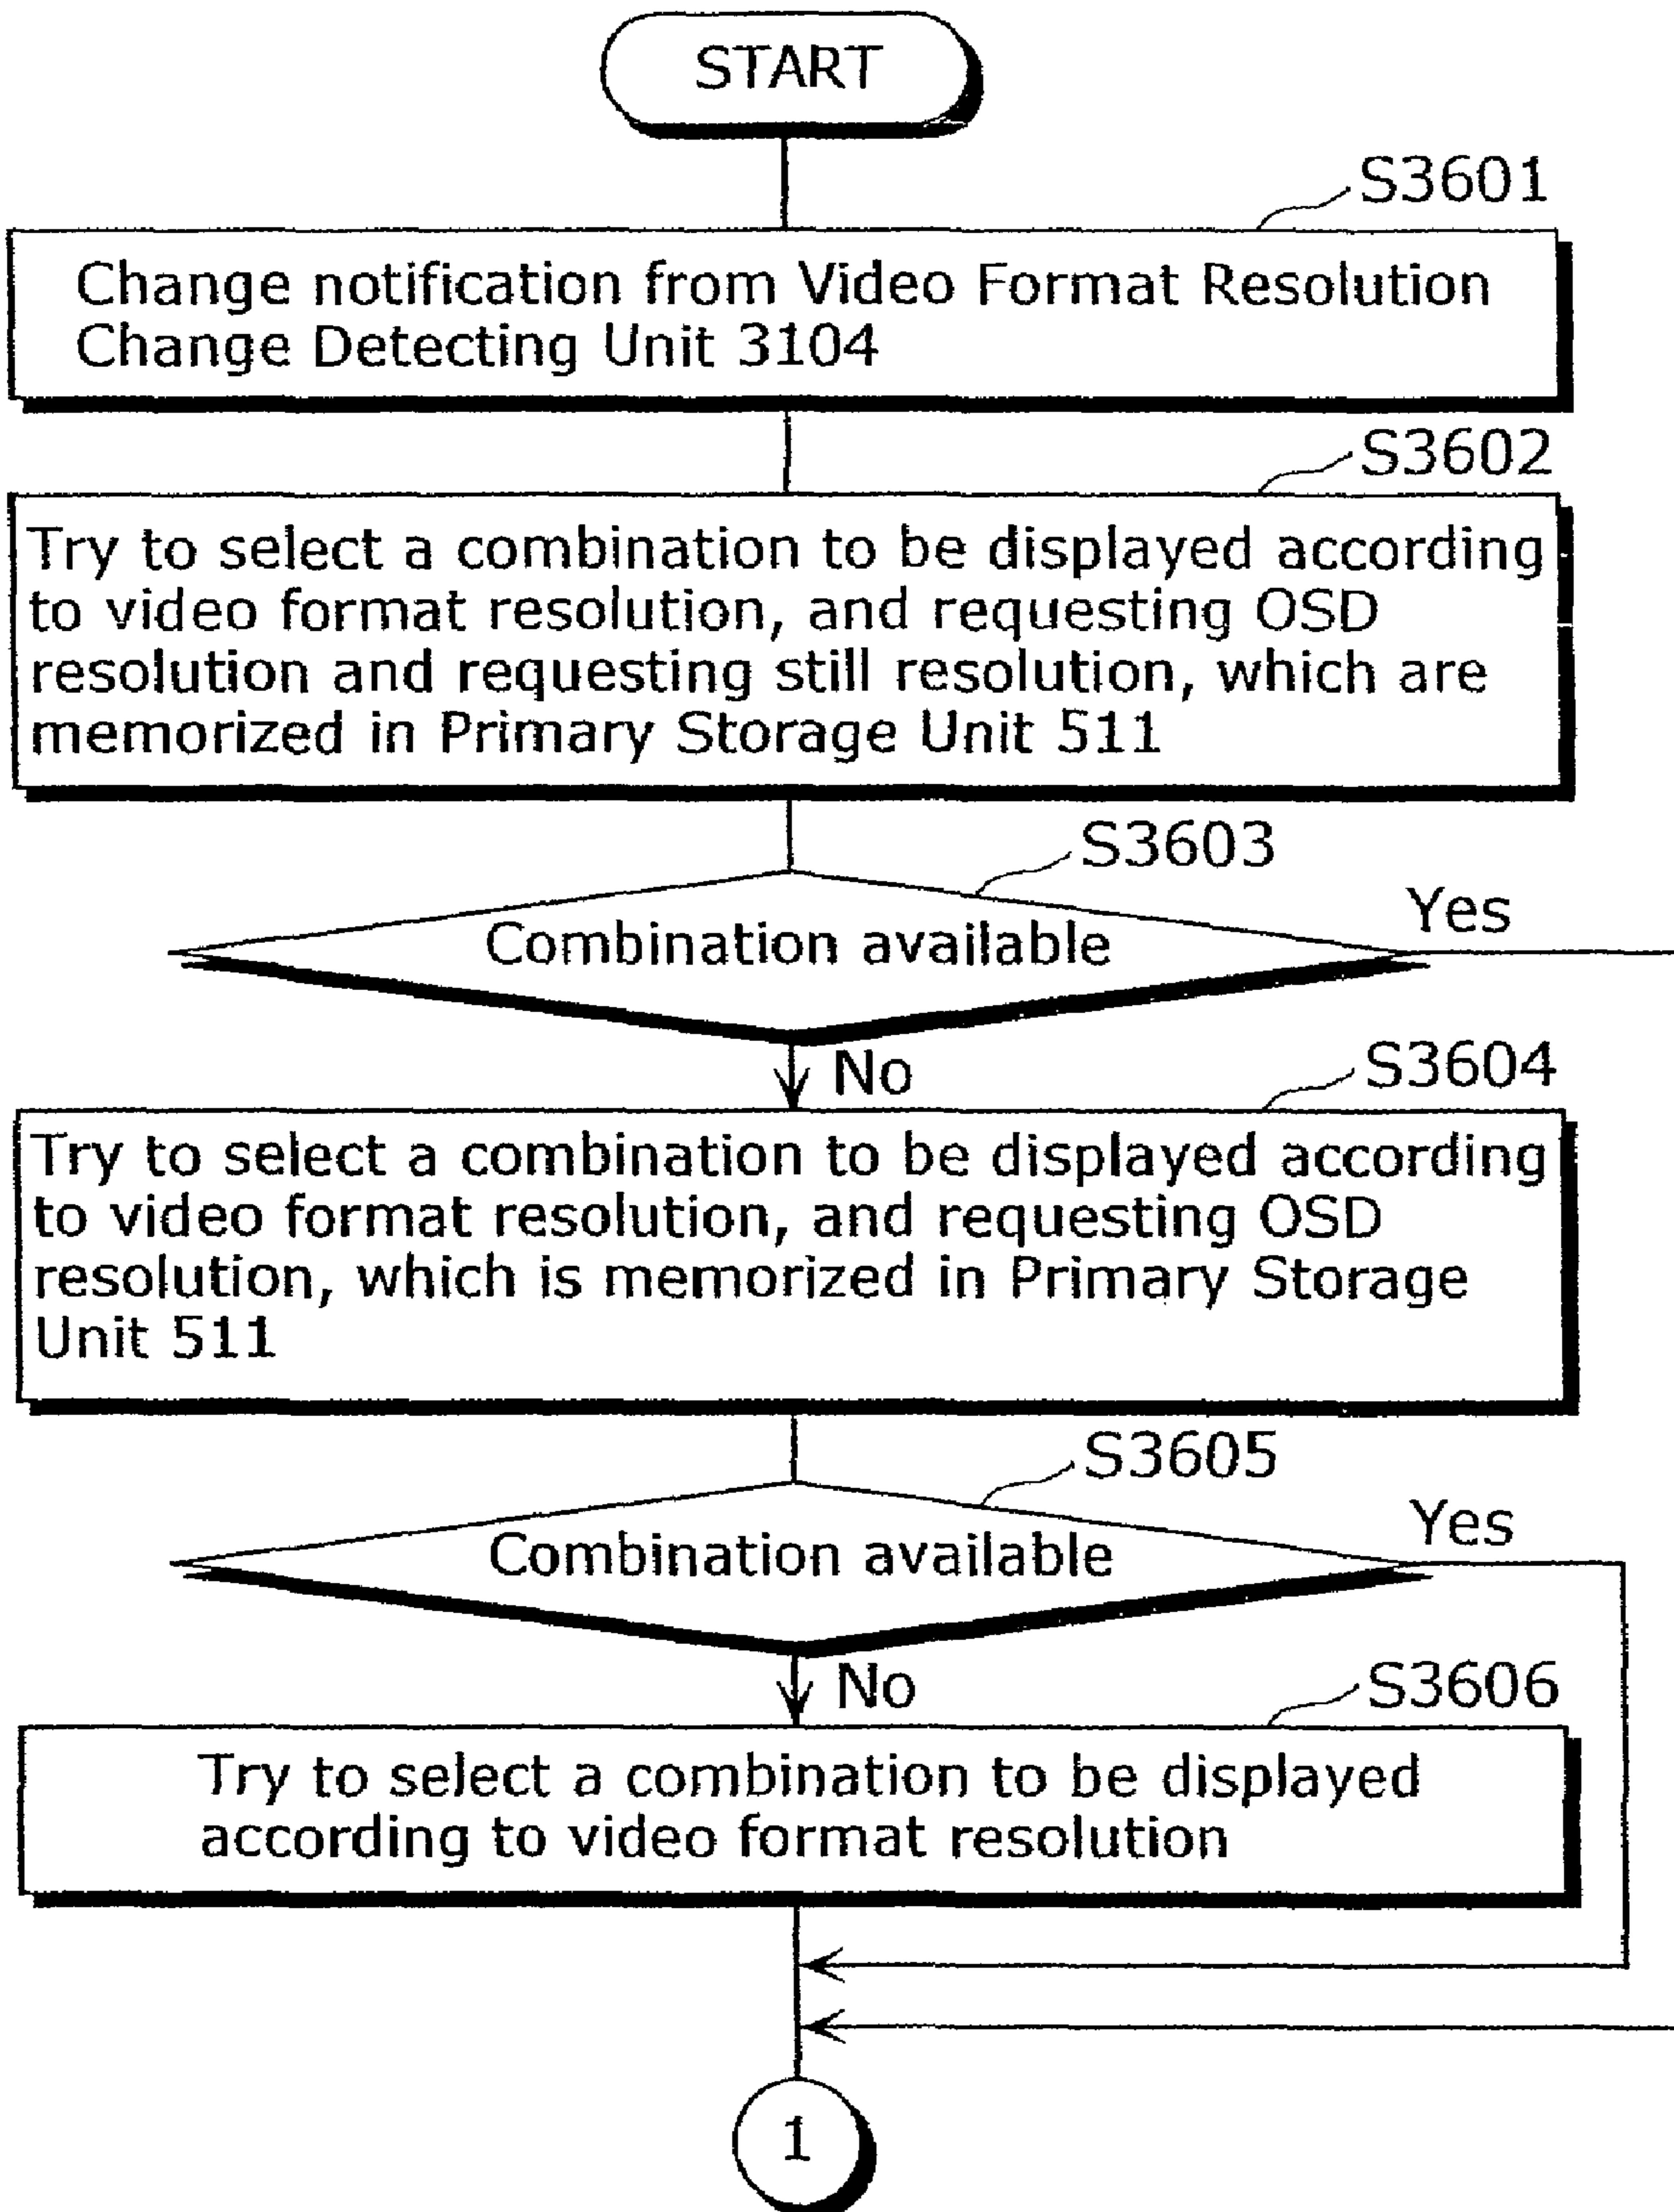 START
S3601
Change notification from Video Format Resolution
Change Detecting Unit 3104
S3602
Try to select a combination to be displayed according
to video format resolution, and requesting OSD
resolution and requesting still resolution, which are
memorized in Primary Storage Unit 511
S3603
Combination available
Yes
No
S3604
Try to select a combination to be displayed according
to video format resolution, and requesting OSD
resolution, which is memorized in Primary Storage
Unit 511
S3605
Combination available
Yes
No
S3606
Try to select a combination to be displayed
according to video format resolution
1